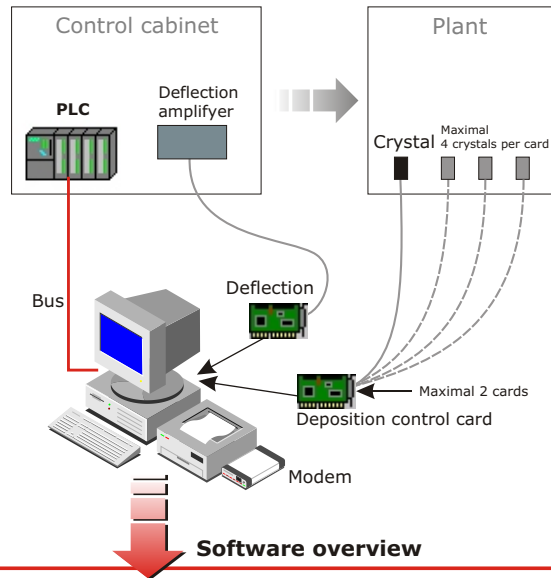 Control cabinet
Plant
PLC
Deflection
amplifyer
Crystal
Maximal
4 crystals per card
Bus
Deflection
Maximal 2 cards
Deposition control card
Modem
Software overview